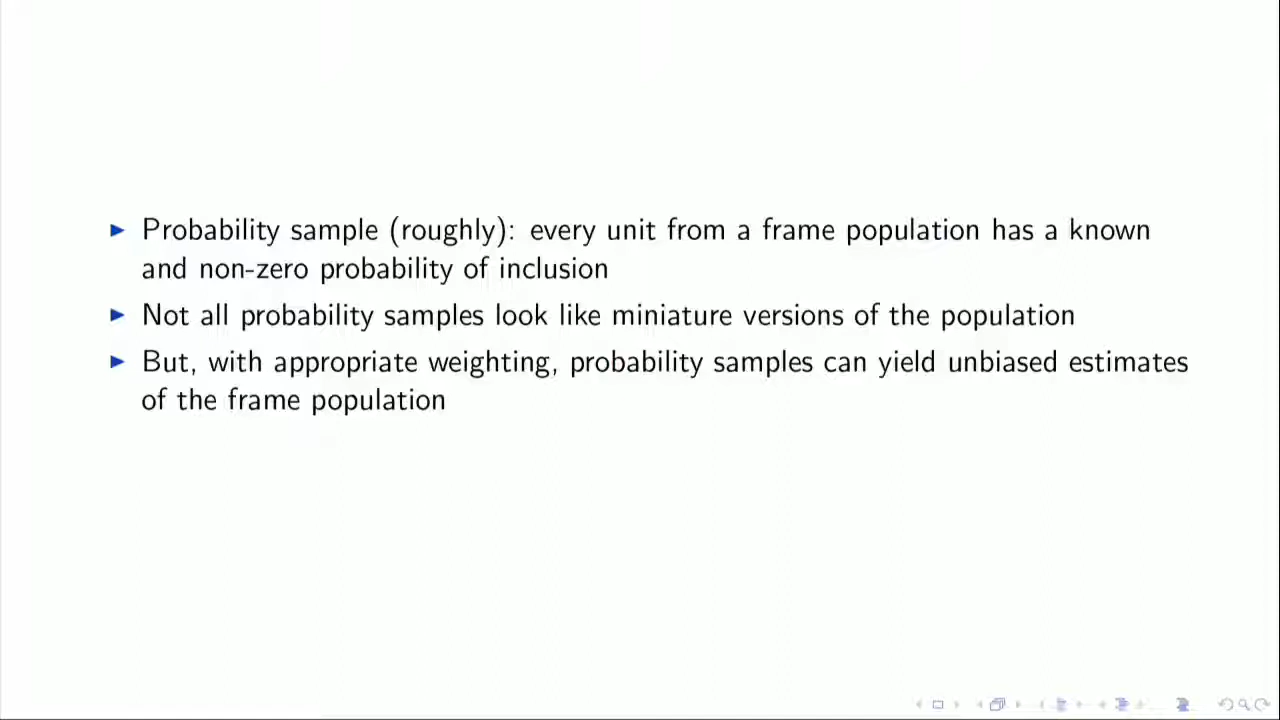 Probability sample (roughly): every unit from a frame population has a known
and non-zero probability of inclusion
Not all probability samples look like miniature versions of the population
But, with appropriate weighting, probability samples can yield unbiased estimates
of the frame population